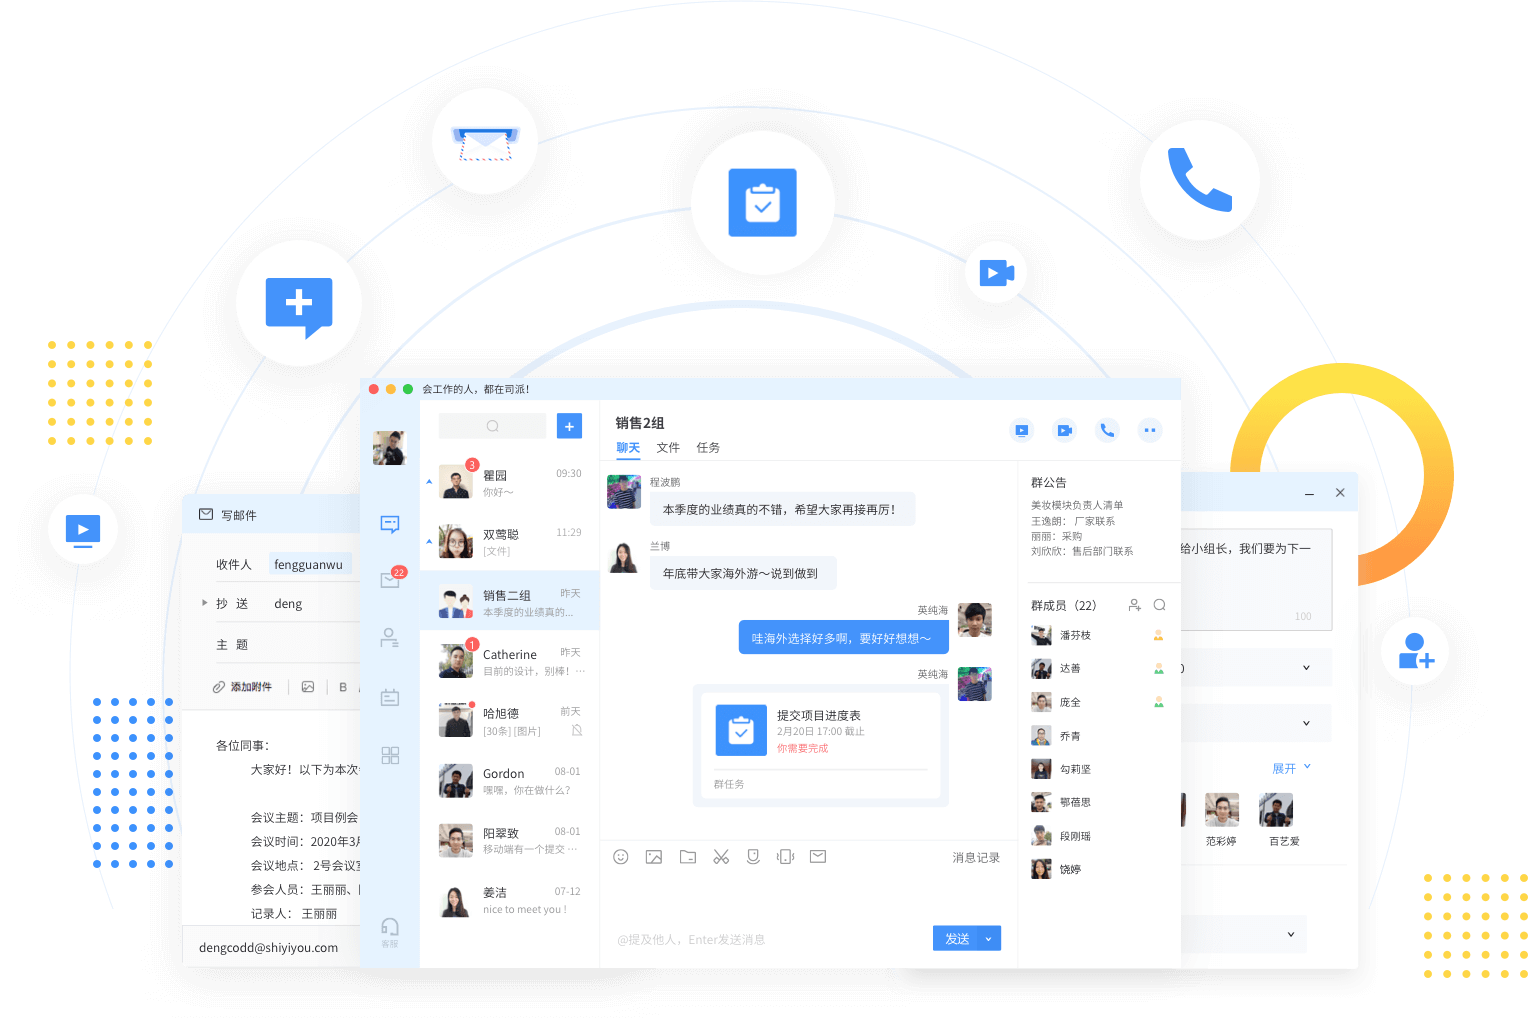 会工作的人，都在司派！
写邮件
收件人
fengguanwu
抄 送
deng
主 题
添加附件
B
各位同事：
大家好！以下为本次
会议主题：项目例会
会议时间：2020年3月
会议地点： 2号会议室
参会人员：王丽丽、
记录人： 王丽丽
dengcodd@shiyiyou.com
22
客服
3
瞿园
09:30
你好～
双莺聪
11:29
[文件]
销售二组
昨天
本季度的业绩真的...
1
Catherine
昨天
目前的设计，别棒！...
哈旭德
前天
[30条] [图片]
Gordon
08-01
嘿嘿，你在做什么？
阳翠致
08-01
移动端有一个提交 ...
姜洁
07-12
nice to meet you !
销售2组
聊天 文件 任务
程波鹏
本季度的业绩真的不错，希望大家再接再厉！
兰博
年底带大家海外游～说到做到
英纯海
哇海外选择好多啊，要好好想想～
英纯海
提交项目进度表
2月20日 17:00 截止
你需要完成
群任务
消息记录
@提及他人，Enter发送消息
发送
群公告
美妆模块负责人清单
王逸朗： 厂家联系
丽丽：采购
刘欣欣：售后部门联系
群成员（22）
潘芬枝
达善
庞全
乔青
勾莉坚
鄂蓓思
段刚瑶
饶婷
给小组长，我们要为下一
100
0
展开
范彩婷
百艺爱